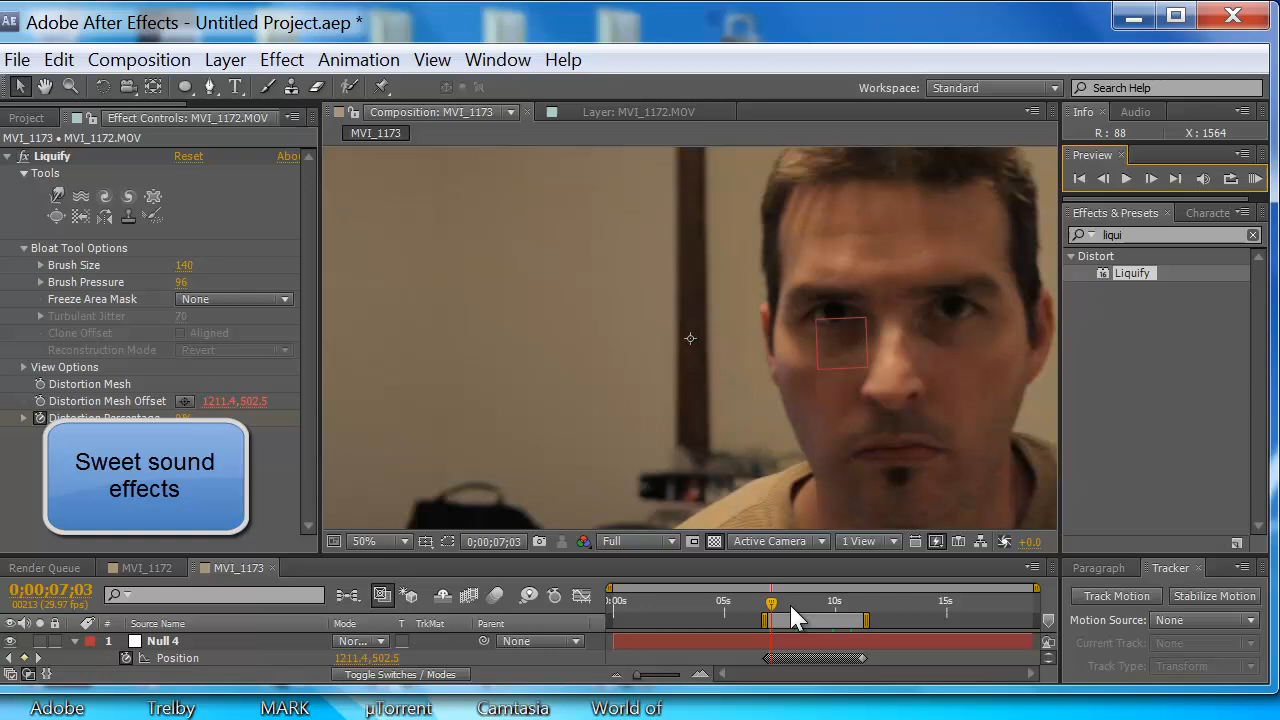 Adobe After Effects - Untitled Project.aep *
File Edit Composition Layer Effect Animation View Window Help
Workspace: Standard Search Help
Project Effect Controls: MVI_1172.MOV
Composition: MVI_1173 Layer: MVI_1172.MOV
Info Audio
MVI_1173 • MVI_1172.MOV
MVI_1173
R : 88 X : 1564
fx Liquify Reset Abo
Preview
Tools
Bloat Tool Options
Brush Size 140
Brush Pressure 96
Freeze Area Mask None
Turbulent Jitter 70
Clone Offset Aligned
Reconstruction Mode Revert
View Options
Distortion Mesh
Distortion Mesh Offset 1211.4,502.5
Distortion Percentage
Sweet sound
effects
Effects & Presets Characte
liqui
Distort
Liquify
50% 0;00;07;03 Full Active Camera 1 View +0.0
Render Queue MVI_1172 MVI_1173
0;00;07;03
00213 (29.97 fps)
:00s 05s 10s 15s
# Source Name Mode T TrkMat Parent
1 Null 4 Nor... None
Position 1211.4,502.5
Toggle Switches / Modes
Paragraph Tracker
Track Motion Stabilize Motion
Motion Source: None
Current Track: None
Track Type: Transform
Adobe Trelby MARK µTorrent Camtasia World of